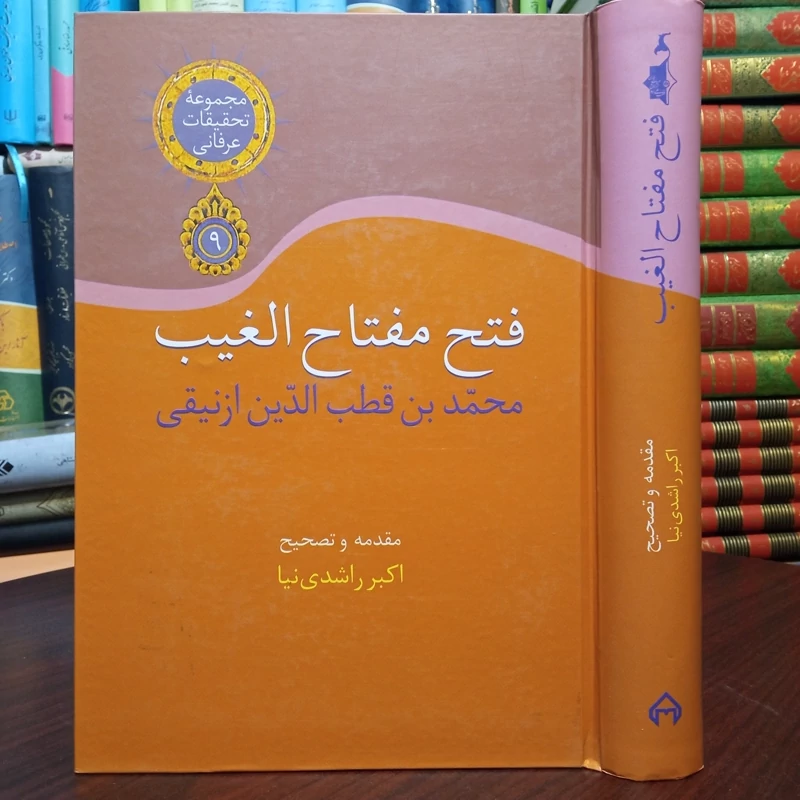 مجموعهٔ
تحقیقات
عرفانی
۹
فتح مفتاح الغیب
محمّد بن قطب الدّین ازنیقی
مقدمه و تصحیح
اکبر راشدی‌نیا
فتح مفتاح الغیب
مقدمه و تصحیح
اکبر راشدی‌نیا